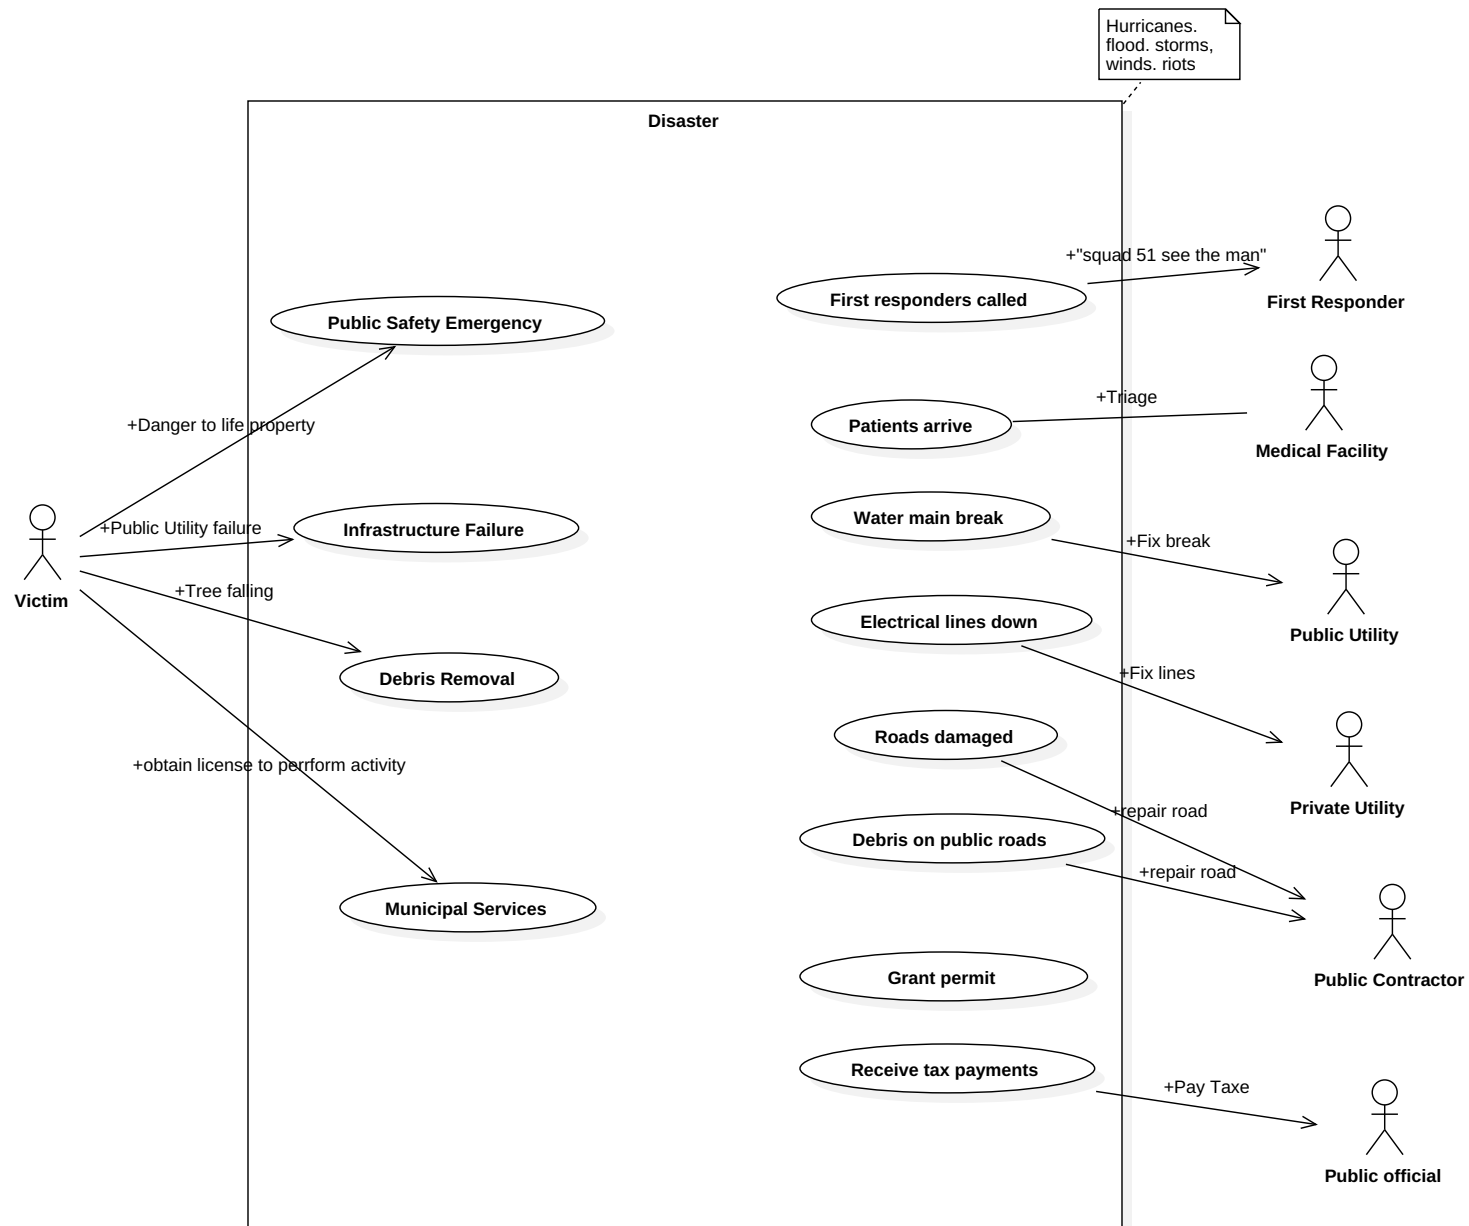 Hurricanes.
flood. storms,
winds. riots
Disaster
+"squad 51 see the man"
First responders called
First Responder
Public Safety Emergency
+Triage
Patients arrive
Medical Facility
+Danger to life property
Water main break
+Fix break
Public Utility
+Public Utility failure
Infrastructure Failure
Victim
+Tree falling
Electrical lines down
+Fix lines
Private Utility
Debris Removal
Roads damaged
+repair road
+obtain license to perrform activity
Debris on public roads
+repair road
Public Contractor
Municipal Services
Grant permit
Receive tax payments
+Pay Taxe
Public official